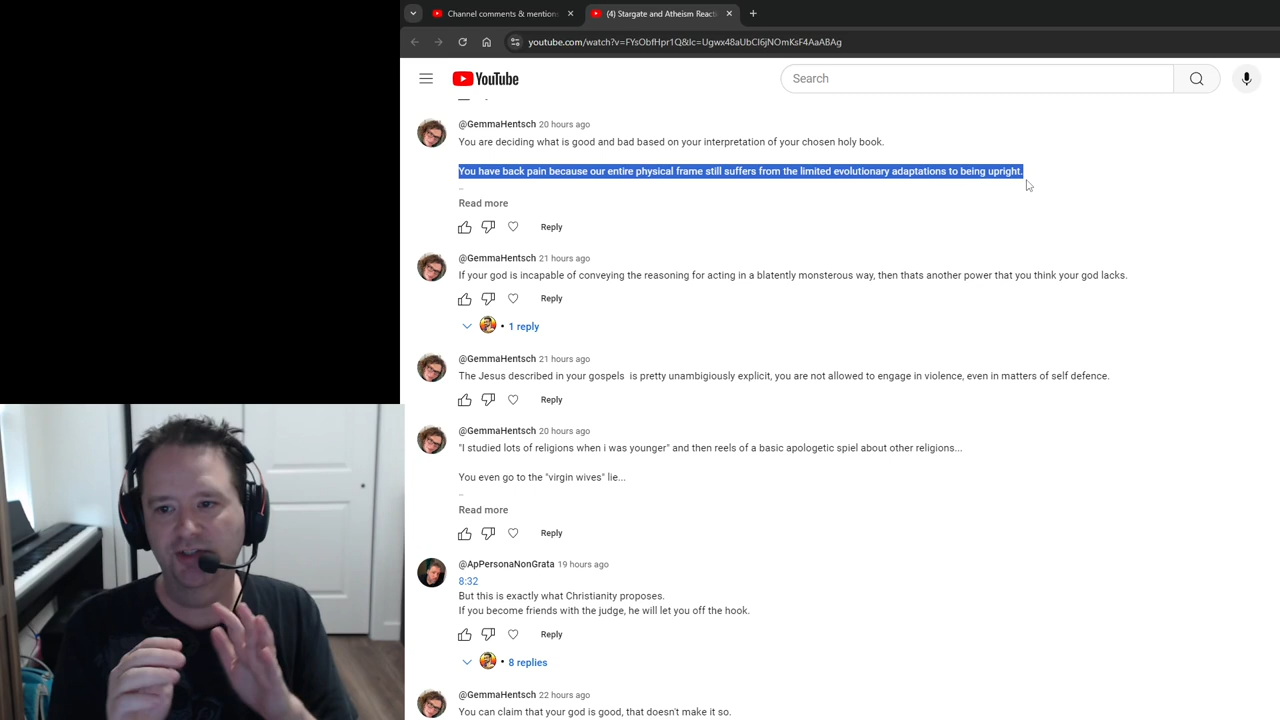 Channel comments & mention
(4) Stargate and Atheism React
youtube.com/watch?v=FYsObfHpr1Q&lc=Ugwx48aUbCI6jNOmKsF4AaABAg
YouTube
Search
@GemmaHentsch 20 hours ago
You are deciding what is good and bad based on your interpretation of your chosen holy book.
You have back pain because our entire physical frame still suffers from the limited evolutionary adaptations to being upright.
..
Read more
Reply
@GemmaHentsch 21 hours ago
If your god is incapable of conveying the reasoning for acting in a blatently monsterous way, then thats another power that you think your god lacks.
Reply
1 reply
@GemmaHentsch 21 hours ago
The Jesus described in your gospels is pretty unambigiously explicit, you are not allowed to engage in violence, even in matters of self defence.
Reply
@GemmaHentsch 20 hours ago
"I studied lots of religions when i was younger" and then reels of a basic apologetic spiel about other religions...
You even go to the "virgin wives" lie...
..
Read more
Reply
@ApPersonaNonGrata 19 hours ago
8:32
But this is exactly what Christianity proposes.
If you become friends with the judge, he will let you off the hook.
Reply
8 replies
@GemmaHentsch 22 hours ago
You can claim that your god is good, that doesn't make it so.